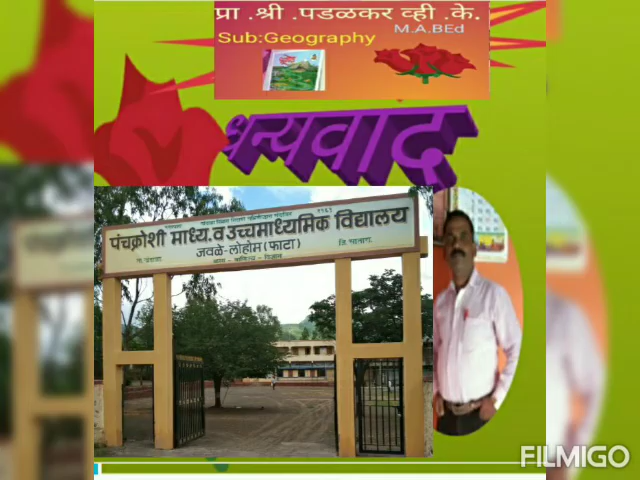 प्रा .श्री .पडळकर व्ही .के.
M.A.BEd
Sub:Geography
धन्यवाद
पंचक्रोशी माध्य. व उच्चमाध्यमिक विद्यालय
जवळे-लोहोम (फाटा)
FILMIGO